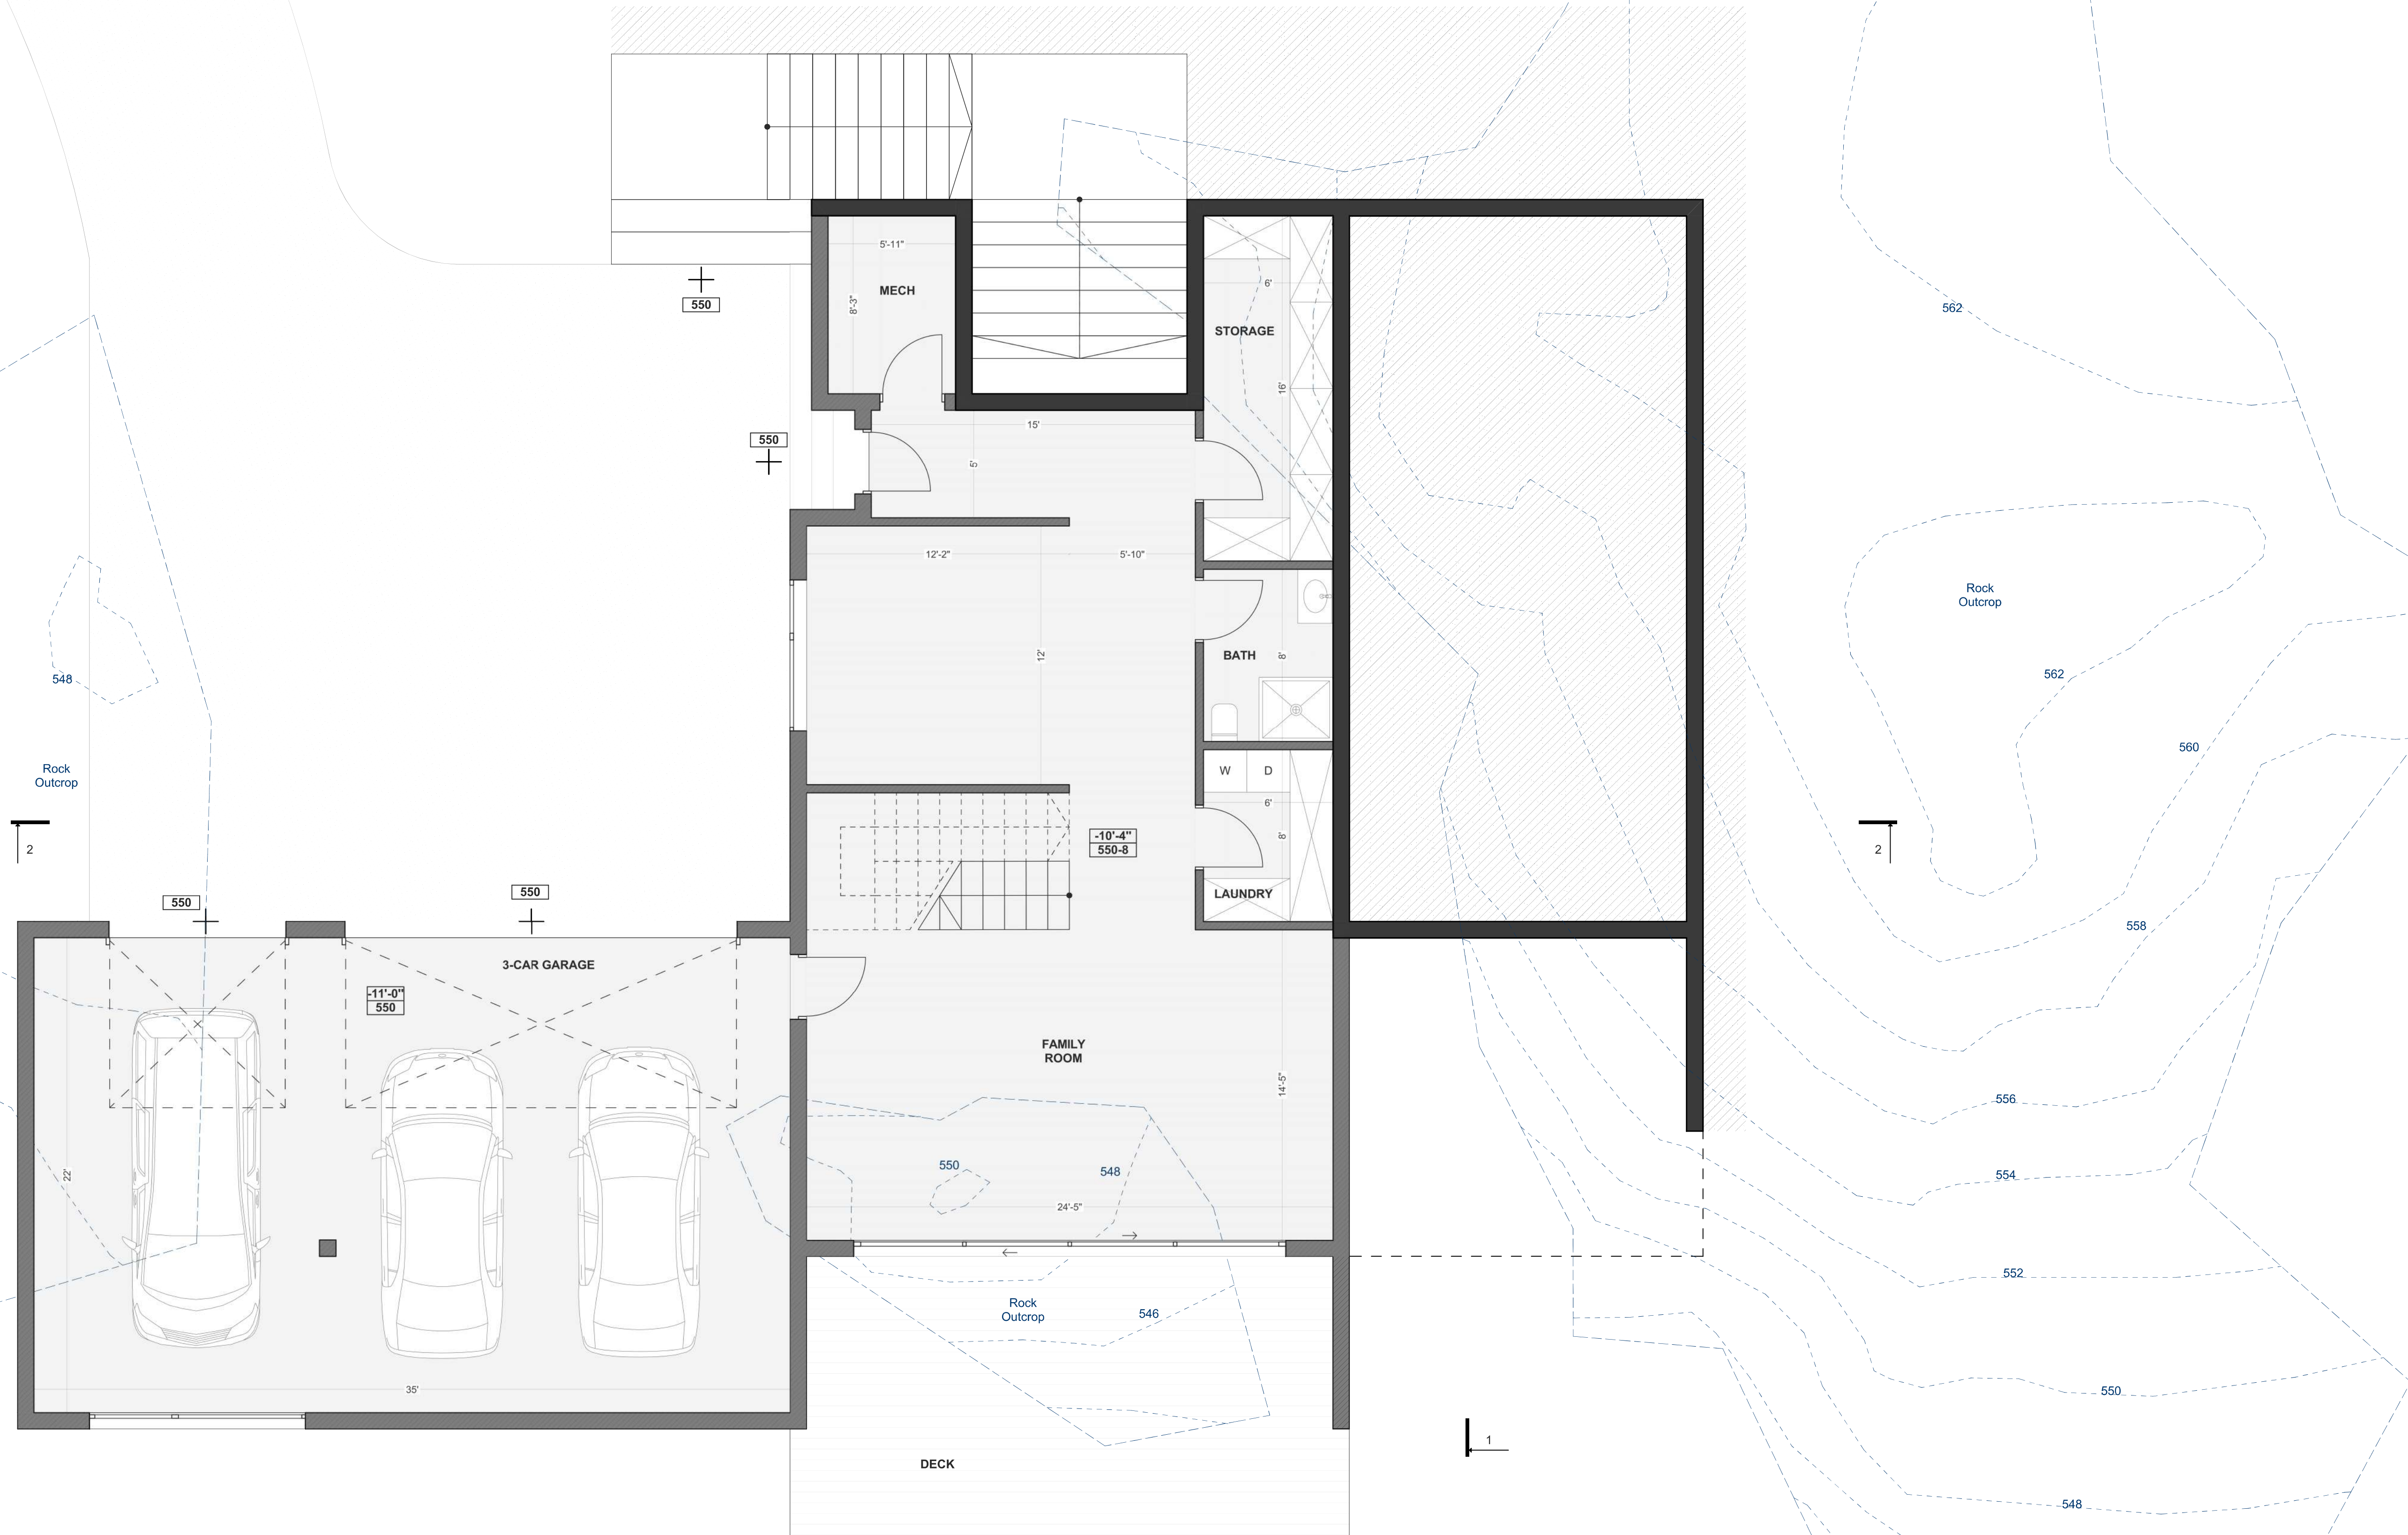 5'-11"
MECH
8'-3"
550
6'
562
STORAGE
16'
15'
550
5'
12'-2"
5'-10"
Rock
Outcrop
12'
BATH
8'
562
548
560
Rock
Outcrop
W
D
6'
2
-10'-4"
550-8
8'
2
LAUNDRY
550
550
558
3-CAR GARAGE
-11'-0"
550
FAMILY
ROOM
14'-5"
556
22'
550
548
554
24'-5"
552
Rock
Outcrop
546
35'
550
1
DECK
548